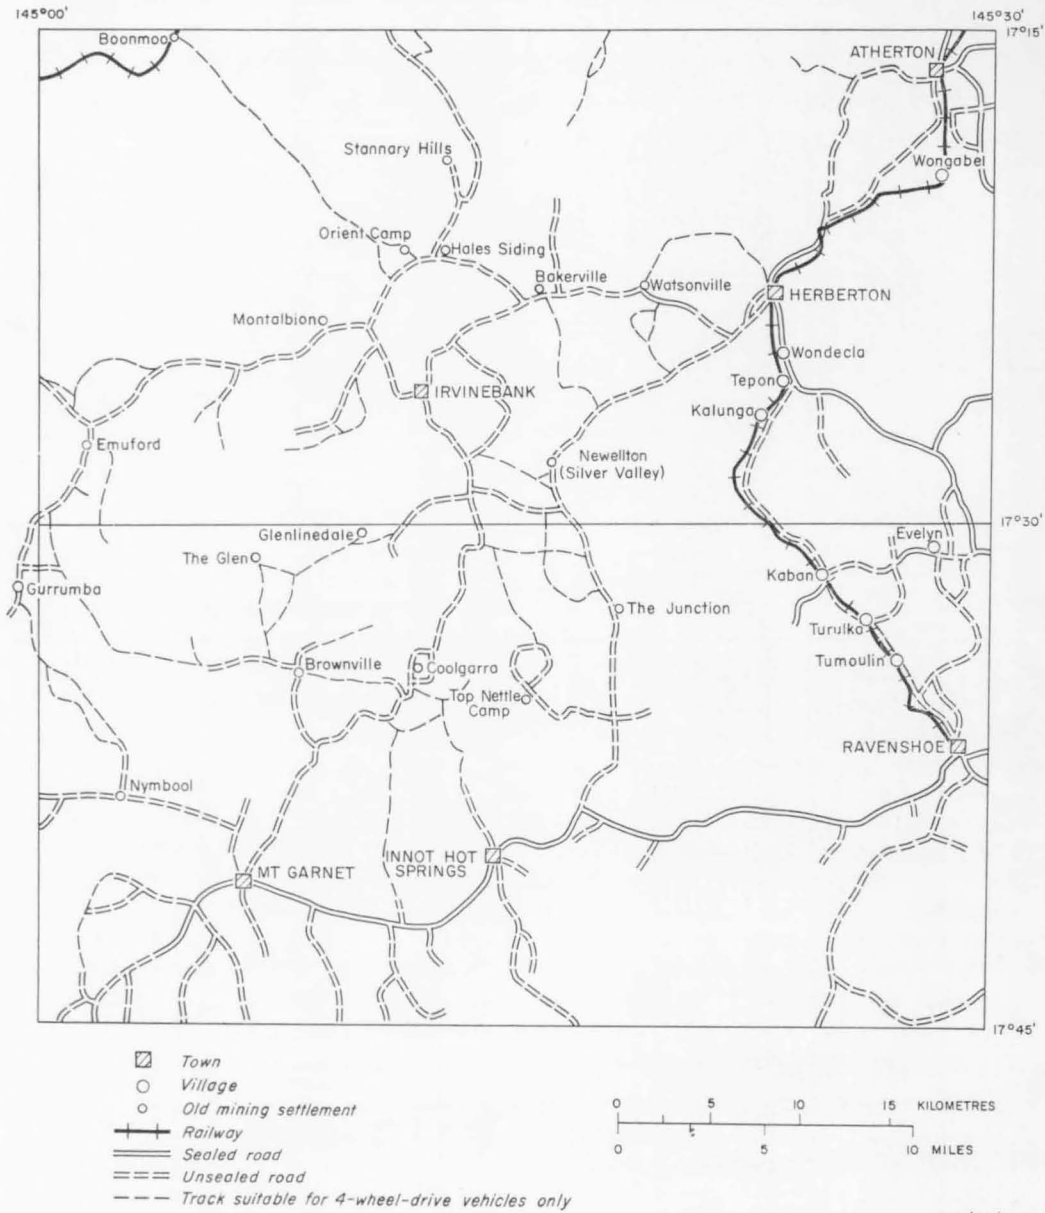 145°00'
145°30'
17°15'
Boonmoo
ATHERTON
Stannary Hills
Wongabel
Orient Camp
Hales Siding
Bakerville
Watsonville
HERBERTON
Montalbion
Wondecla
Tepon
IRVINEBANK
Kalunga
Emuford
Newellton
(Silver Valley)
17°30'
Glenlinedale
Evelyn
The Glen
Kaban
Gurrumba
The Junction
Turulka
Brownville
Coolgarra
Tumoulin
Top Nettle
Camp
RAVENSHOE
Nymbool
INNOT HOT
SPRINGS
MT GARNET
17°45'
Town
Village
Old mining settlement
Railway
Sealed road
Unsealed road
Track suitable for 4-wheel-drive vehicles only
0 5 10 15 KILOMETRES
0 5 10 MILES